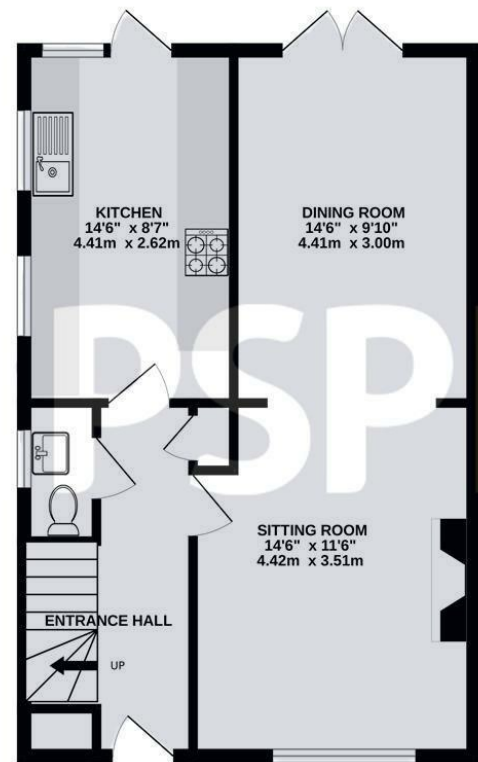 KITCHEN
14'6" x 8'7"
4.41m x 2.62m
DINING ROOM
14'6" x 9'10"
4.41m x 3.00m
PSP
SITTING ROOM
14'6" x 11'6"
4.42m x 3.51m
ENTRANCE HALL
UP